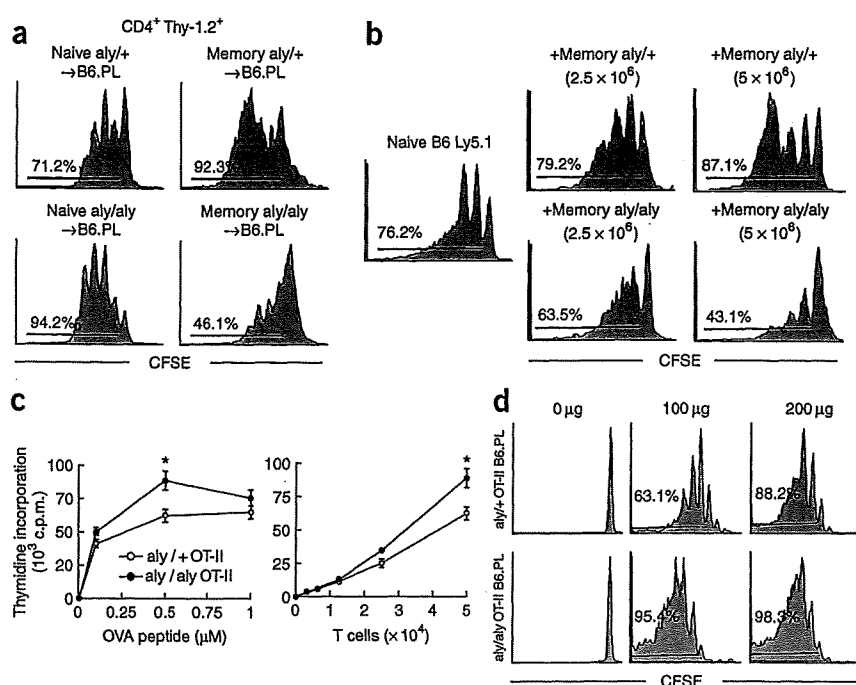 a
CD4+ Thy-1.2+
Naive aly/+
→B6.PL
Memory aly/+
→B6.PL
71.2%
92.3%
Naive aly/aly
→B6.PL
Memory aly/aly
→B6.PL
94.2%
46.1%
CFSE
b
Naive B6 Ly5.1
76.2%
+Memory aly/+
(2.5 × 10⁶)
+Memory aly/+
(5 × 10⁶)
79.2%
87.1%
+Memory aly/aly
(2.5 × 10⁶)
+Memory aly/aly
(5 × 10⁶)
63.5%
43.1%
CFSE
c
Thymidine incorporation
(10³ c.p.m.)
100
70
50
20
0
*
aly/+ OT-II
aly/aly OT-II
0 0.25 0.5 0.75 1
OVA peptide (μM)
100
75
50
25
0
*
0 1 2 3 4 5
T cells (× 10⁴)
d
0 μg 100 μg 200 μg
aly/+ OT-II B6.PL
63.1%
88.2%
aly/aly OT-II B6.PL
95.4%
98.3%
CFSE